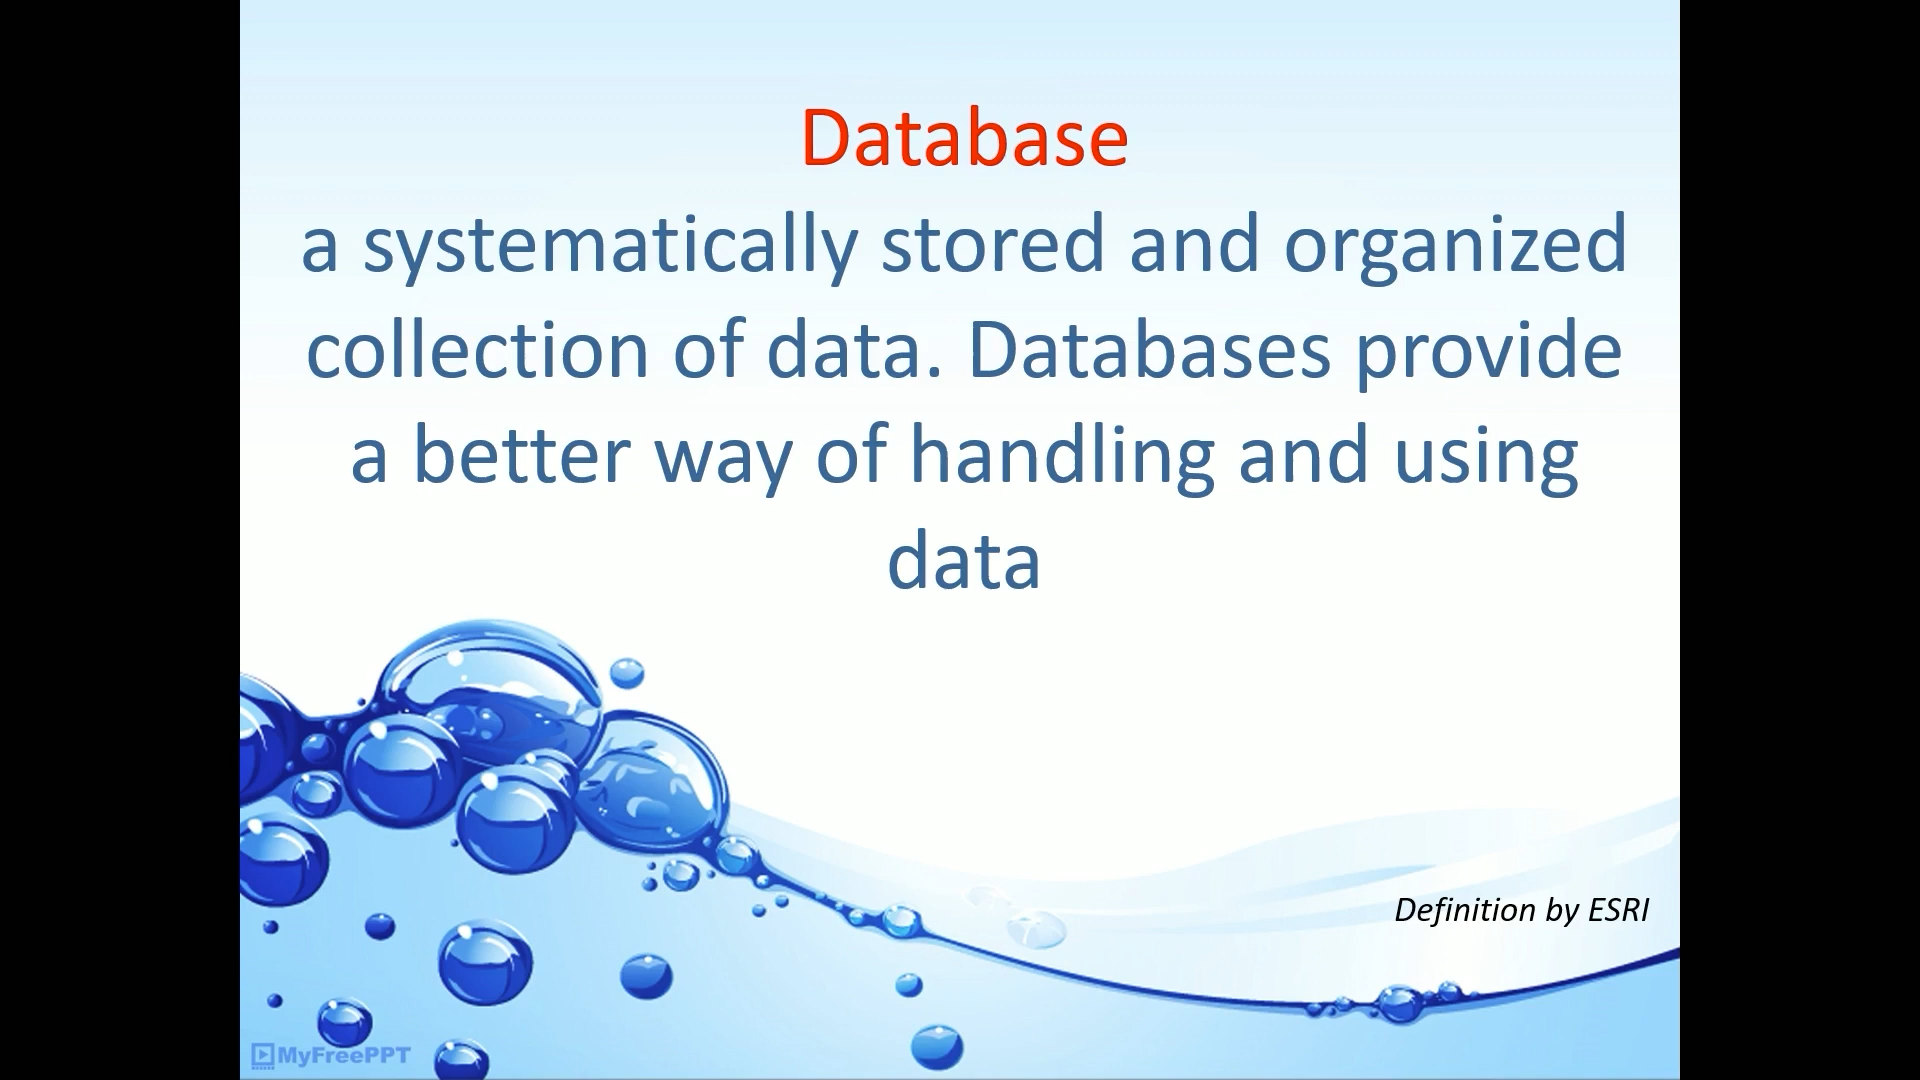 Database
a systematically stored and organized
collection of data. Databases provide
a better way of handling and using
data
Definition by ESRI
MyFreePPT